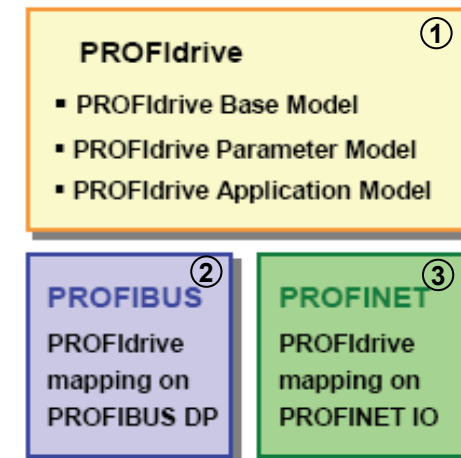 ①
PROFIdrive
▪ PROFIdrive Base Model
▪ PROFIdrive Parameter Model
▪ PROFIdrive Application Model
②
PROFIBUS
PROFIdrive
mapping on
PROFIBUS DP
③
PROFINET
PROFIdrive
mapping on
PROFINET IO